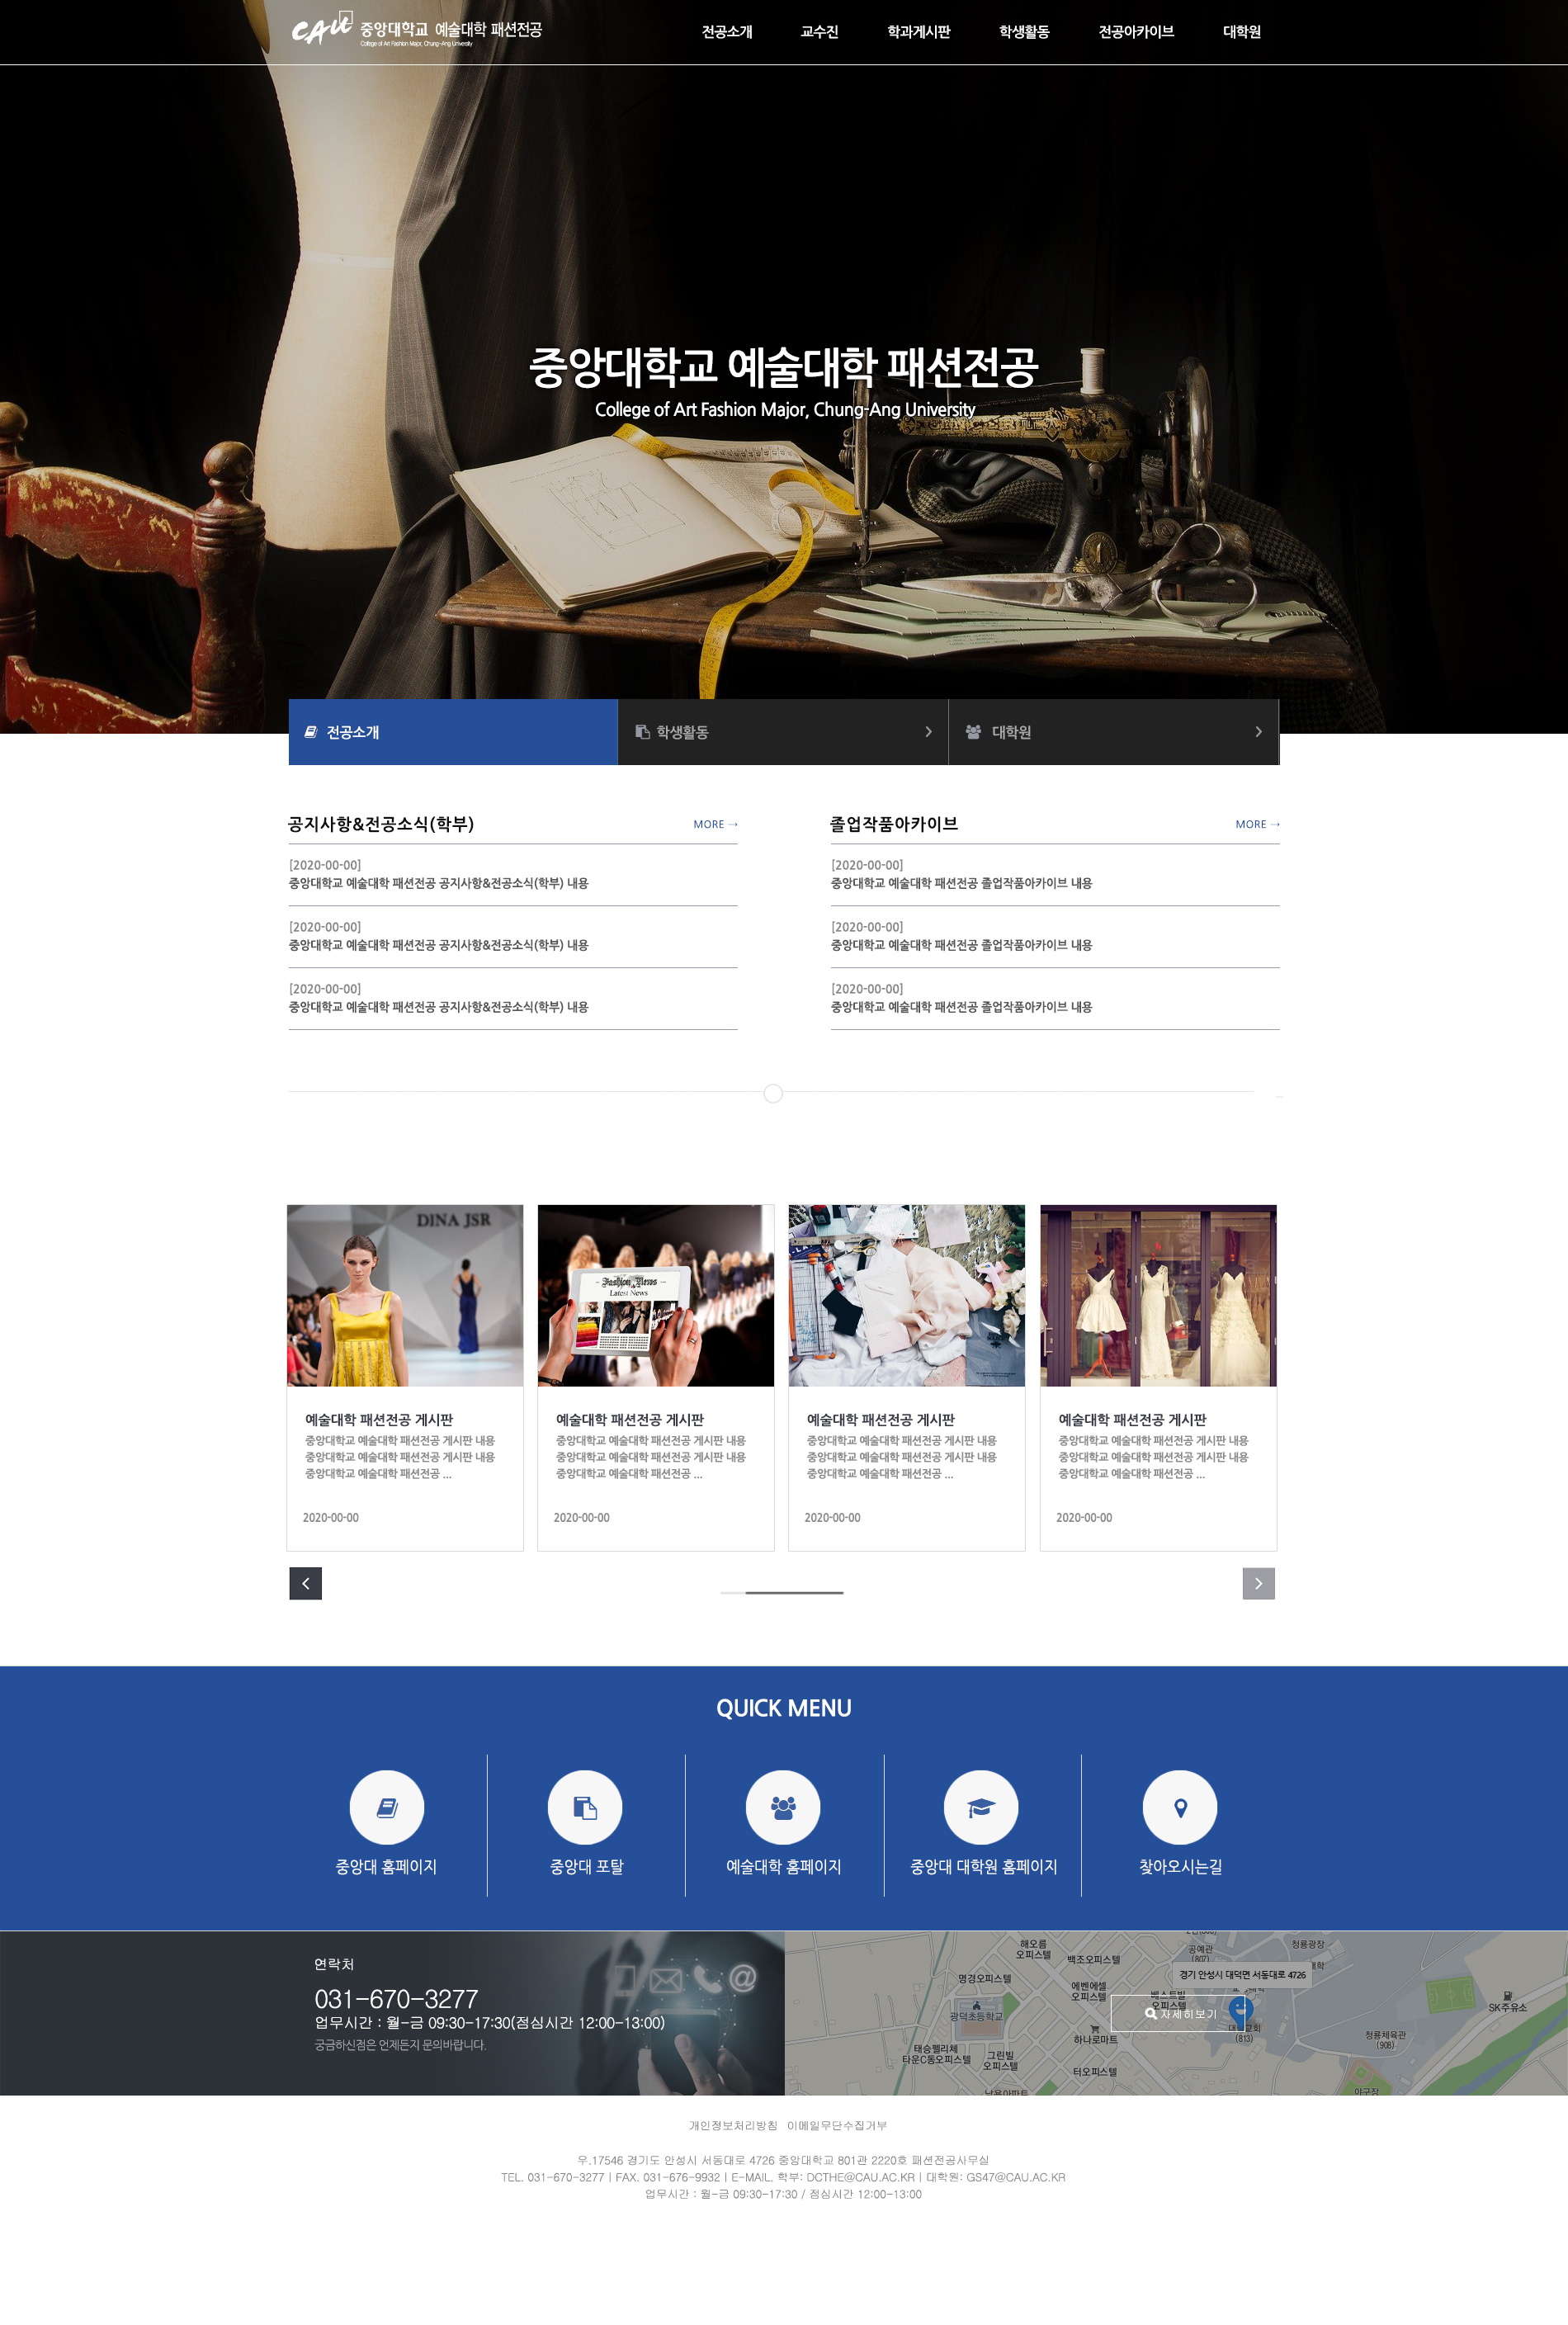 CAU 중앙대학교 예술대학 패션전공
College of Art Fashion Major, Chung-Ang University
전공소개 교수진 학과게시판 학생활동 전공아카이브 대학원
중앙대학교 예술대학 패션전공
College of Art Fashion Major, Chung-Ang University
전공소개 학생활동 대학원
공지사항&전공소식(학부) MORE →
[2020-00-00]
중앙대학교 예술대학 패션전공 공지사항&전공소식(학부) 내용
[2020-00-00]
중앙대학교 예술대학 패션전공 공지사항&전공소식(학부) 내용
[2020-00-00]
중앙대학교 예술대학 패션전공 공지사항&전공소식(학부) 내용
졸업작품아카이브 MORE →
[2020-00-00]
중앙대학교 예술대학 패션전공 졸업작품아카이브 내용
[2020-00-00]
중앙대학교 예술대학 패션전공 졸업작품아카이브 내용
[2020-00-00]
중앙대학교 예술대학 패션전공 졸업작품아카이브 내용
DINA JSR
예술대학 패션전공 게시판
중앙대학교 예술대학 패션전공 게시판 내용
중앙대학교 예술대학 패션전공 게시판 내용
중앙대학교 예술대학 패션전공 ...
2020-00-00
Fashion News
Latest News
예술대학 패션전공 게시판
중앙대학교 예술대학 패션전공 게시판 내용
중앙대학교 예술대학 패션전공 게시판 내용
중앙대학교 예술대학 패션전공 ...
2020-00-00
예술대학 패션전공 게시판
중앙대학교 예술대학 패션전공 게시판 내용
중앙대학교 예술대학 패션전공 게시판 내용
중앙대학교 예술대학 패션전공 ...
2020-00-00
예술대학 패션전공 게시판
중앙대학교 예술대학 패션전공 게시판 내용
중앙대학교 예술대학 패션전공 게시판 내용
중앙대학교 예술대학 패션전공 ...
2020-00-00
QUICK MENU
중앙대 홈페이지 중앙대 포탈 예술대학 홈페이지 중앙대 대학원 홈페이지 찾아오시는길
연락처
031-670-3277
업무시간 : 월-금 09:30-17:30(점심시간 12:00-13:00)
궁금하신점은 언제든지 문의바랍니다.
해오름
오피스텔
백조오피스텔
공예관
(807)
청룡광장
경기 안성시 대덕면 서동대로 4726
명경오피스텔
에벤에셀
오피스텔
베스트빌
오피스텔
자세히보기
(813)
광덕초등학교
하나로마트
SK주유소
청룡체육관
(908)
태승펠리체
타운C동오피스텔
그린빌
오피스텔
터오피스텔
야구장
개인정보처리방침 이메일무단수집거부
우.17546 경기도 안성시 서동대로 4726 중앙대학교 801관 2220호 패션전공사무실
TEL. 031-670-3277 | FAX. 031-676-9932 | E-MAIL. 학부: DCTHE@CAU.AC.KR | 대학원: GS47@CAU.AC.KR
업무시간 : 월-금 09:30-17:30 / 점심시간 12:00-13:00